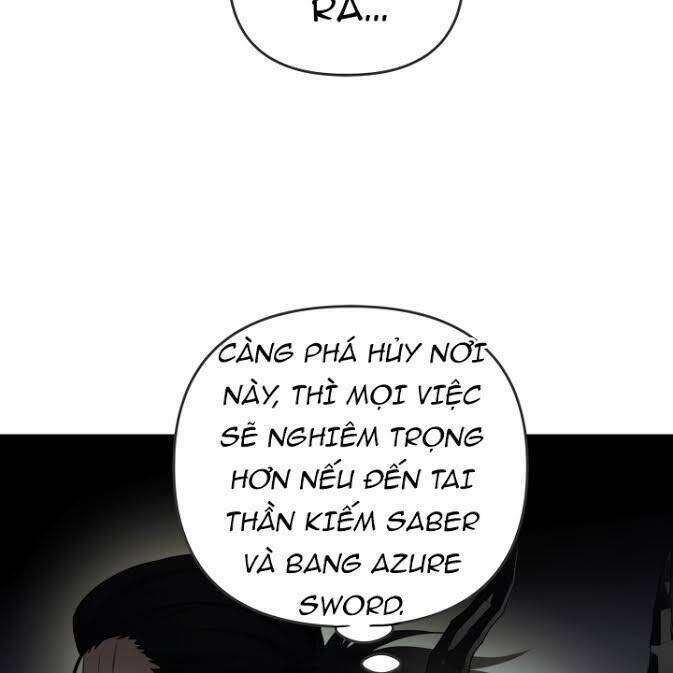 RA...
CÀNG PHÁ HỦY NƠI
NÀY, THÌ MỌI VIỆC
SẼ NGHIÊM TRỌNG
HƠN NẾU ĐẾN TAI
THẦN KIẾM SABER
VÀ BANG AZURE
SWORD.